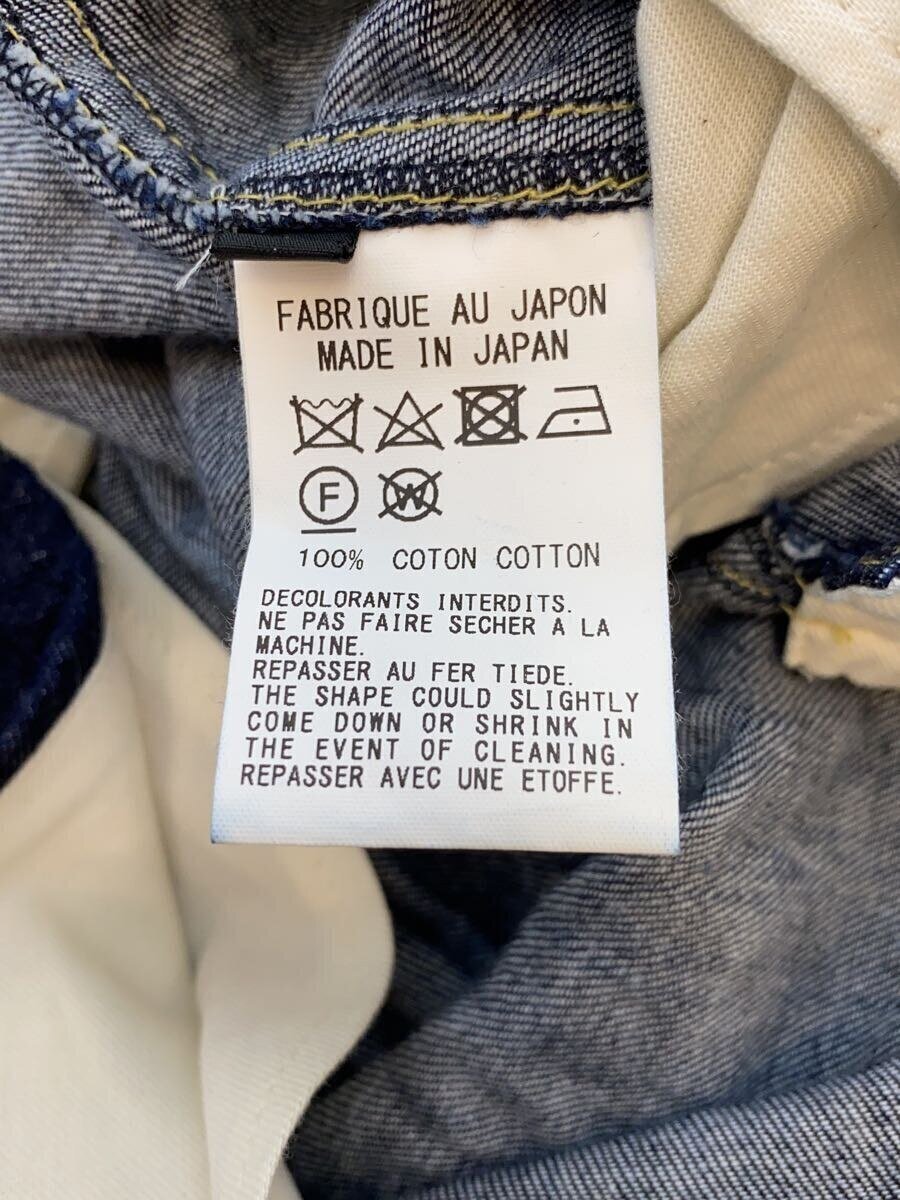 FABRIQUE AU JAPON
MADE IN JAPAN
F W
100% COTON COTTON
DECOLORANTS INTERDITS.
NE PAS FAIRE SECHER A LA
MACHINE.
REPASSER AU FER TIEDE.
THE SHAPE COULD SLIGHTLY
COME DOWN OR SHRINK IN
THE EVENT OF CLEANING.
REPASSER AVEC UNE ETOFFE.